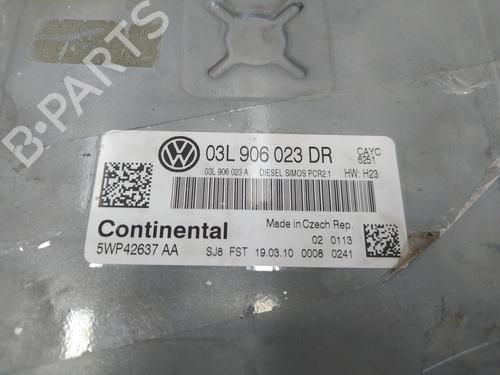 B-PARTS
VW 03L 906 023 DR CAYC
6251
03L 906 023 A DIESEL SIMOS PCR2.1 HW: H23
Continental Made in Czech Rep.
02 0113
5WP42637 AA SJ8 FST 19.03.10 0008 0241